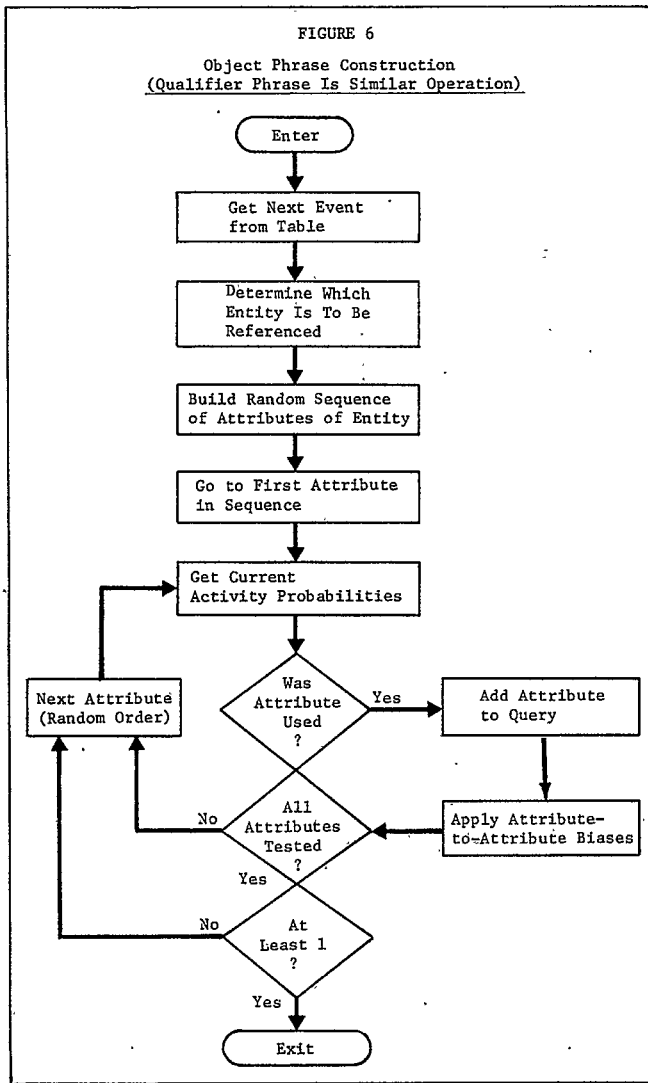 FIGURE 6
Object Phrase Construction
(Qualifier Phrase Is Similar Operation)
Enter
Get Next Event
from Table
Determine Which
Entity Is To Be
Referenced
Build Random Sequence
of Attributes of Entity
Go to First Attribute
in Sequence
Get Current
Activity Probabilities
Next Attribute
(Random Order)
Was
Attribute
Used
?
Yes
Add Attribute
to Query
Apply Attribute-
to-Attribute Biases
All
Attributes
Tested
?
No
Yes
At
Least 1
?
No
Yes
Exit